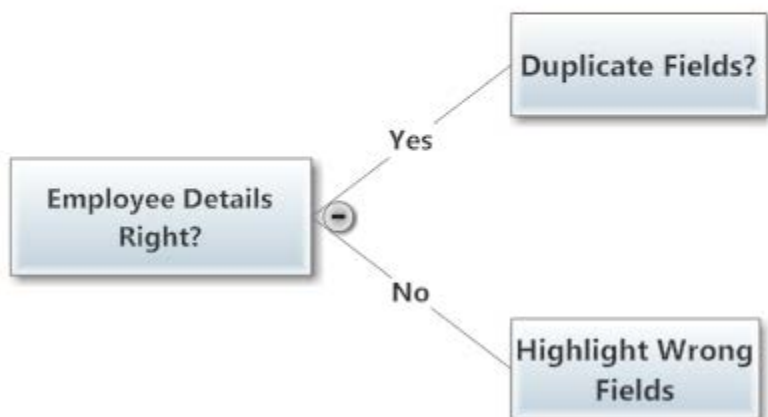 Duplicate Fields?
Yes
Employee Details
Right?
No
Highlight Wrong
Fields